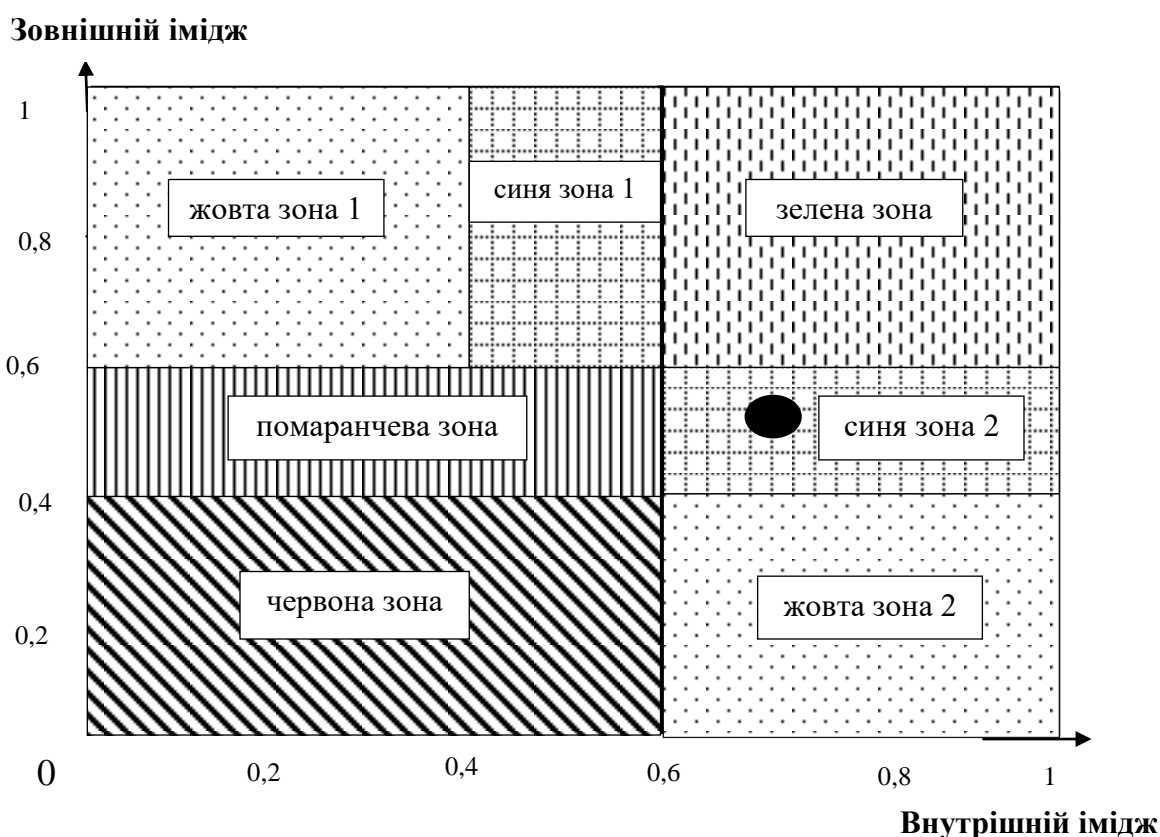 Зовнішній імідж
1
жовта зона 1
синя зона 1
зелена зона
0,8
0,6
помаранчева зона
синя зона 2
0,4
червона зона
жовта зона 2
0,2
0
0,2
0,4
0,6
0,8
1
Внутрішній імідж